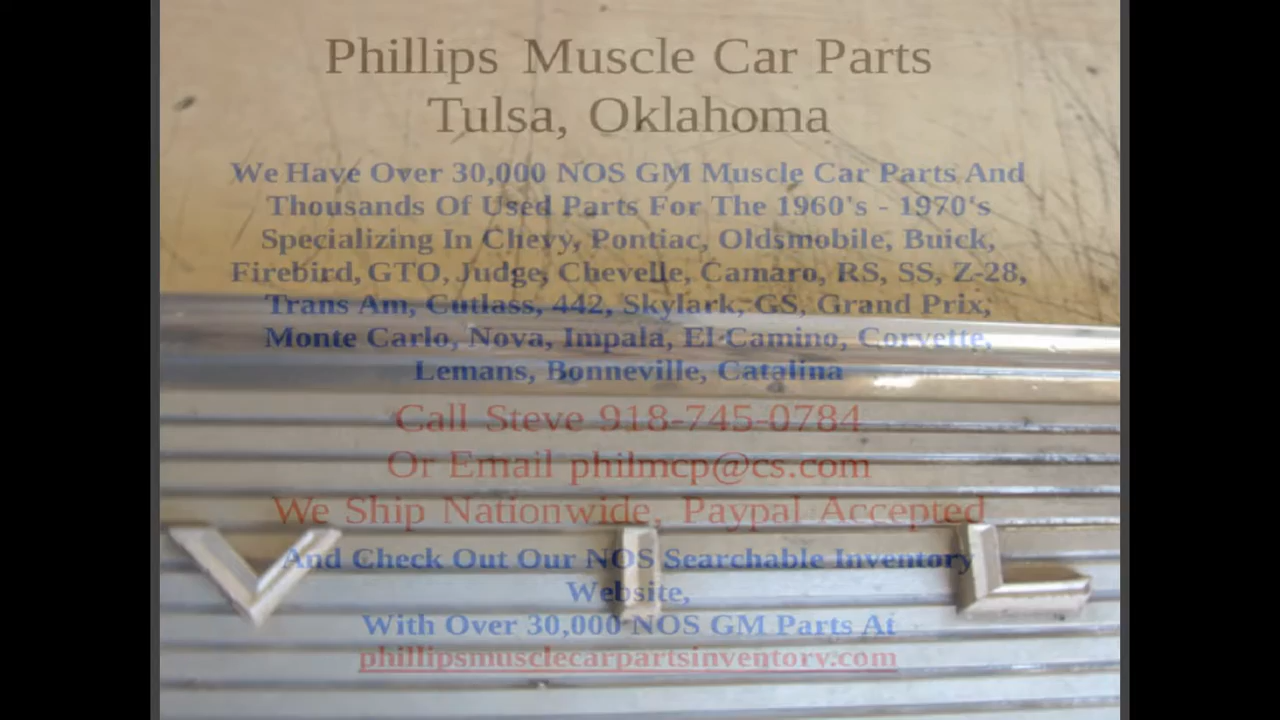 Phillips Muscle Car Parts
Tulsa, Oklahoma
We Have Over 30,000 NOS GM Muscle Car Parts And
Thousands Of Used Parts For The 1960's - 1970's
Specializing In Chevy, Pontiac, Oldsmobile, Buick,
Firebird, GTO, Judge, Chevelle, Camaro, RS, SS, Z-28,
Trans Am, Cutlass, 442, Skylark, GS, Grand Prix,
Monte Carlo, Nova, Impala, El Camino, Corvette,
Lemans, Bonneville, Catalina
Call Steve 918-745-0784
Or Email philmcp@cs.com
We Ship Nationwide, Paypal Accepted
And Check Out Our NOS Searchable Inventory
Website,
With Over 30,000 NOS GM Parts At
phillipsmusclecarpartsinventory.com
V I L